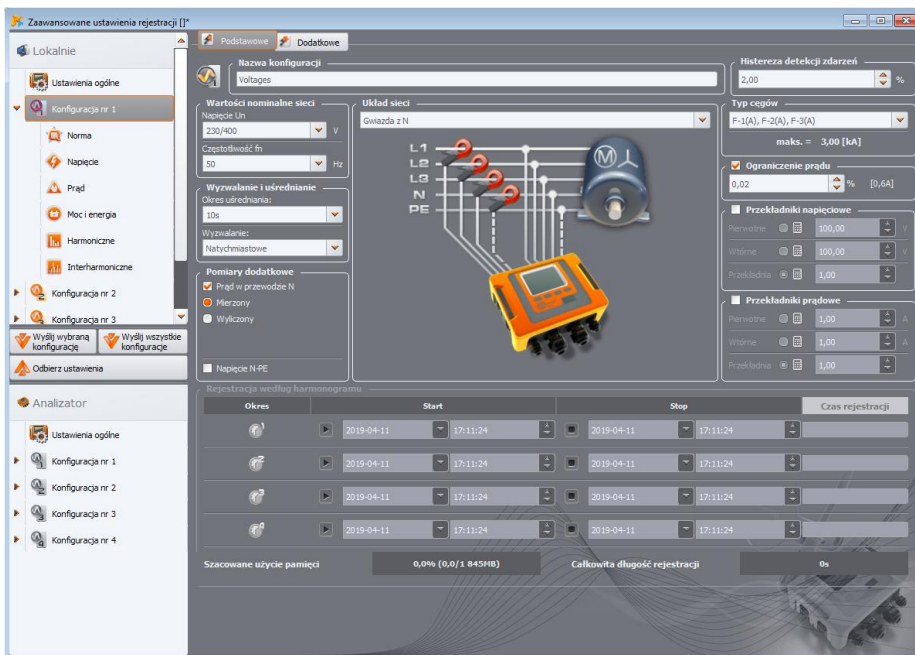 Zaawansowane ustawienia rejestracji []*
Lokalnie
Ustawienia ogólne
Konfiguracja nr 1
Norma
Napięcie
Prąd
Moc i energia
Harmoniczne
Interharmoniczne
Konfiguracja nr 2
Konfiguracja nr 3
Wyślij wybraną konfigurację
Wyślij wszystkie konfiguracje
Odbierz ustawienia
Analizator
Ustawienia ogólne
Konfiguracja nr 1
Konfiguracja nr 2
Konfiguracja nr 3
Konfiguracja nr 4
Podstawowe Dodatkowe
Nazwa konfiguracji
Voltages
Histereza detekcji zdarzeń
2,00 %
Wartości nominalne sieci
Napięcie Un
230/400 V
Częstotliwość fn
50 Hz
Wyzwalanie i uśrednianie
Okres uśredniania:
10s
Wyzwalanie:
Natychmiastowe
Pomiary dodatkowe
Prąd w przewodzie N
Mierzony
Wyliczony
Napięcie N-PE
Układ sieci
Gwiazda z N
L1
L2
L3
N
PE
M
Typ cęgów
F-1(A), F-2(A), F-3(A)
maks. = 3,00 [kA]
Ograniczenie prądu
0,02 % [0,6A]
Przekładniki napięciowe
Pierwotne 100,00 V
Wtórne 100,00 V
Przekładnia 1,00
Przekładniki prądowe
Pierwotne 1,00 A
Wtórne 1,00 A
Przekładnia 1,00
Rejestracja według harmonogramu
Okres Start Stop Czas rejestracji
1 2019-04-11 17:11:24 2019-04-11 17:11:24
2 2019-04-11 17:11:24 2019-04-11 17:11:24
3 2019-04-11 17:11:24 2019-04-11 17:11:24
4 2019-04-11 17:11:24 2019-04-11 17:11:24
Szacowane użycie pamięci 0,0% (0,0/1 845MB) Całkowita długość rejestracji 0s